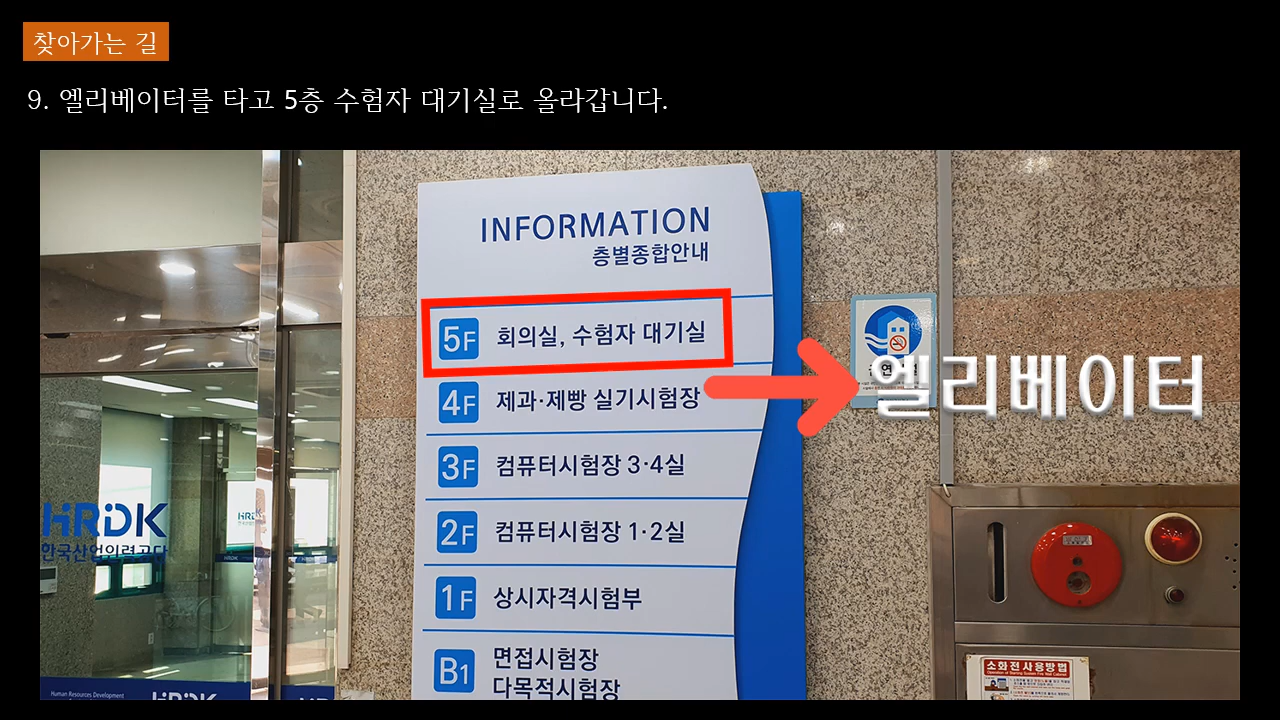 찾아가는 길
9. 엘리베이터를 타고 5층 수험자 대기실로 올라갑니다.
INFORMATION
층별종합안내
5F 회의실, 수험자 대기실
4F 제과·제빵 실기시험장
엘리베이터
3F 컴퓨터시험장 3·4실
2F 컴퓨터시험장 1·2실
1F 상시자격시험부
B1 면접시험장
다목적시험장
HRDK
한국산업인력공단
HRDK
HRDK
Human Resources Development
HRDK
소화전사용방법